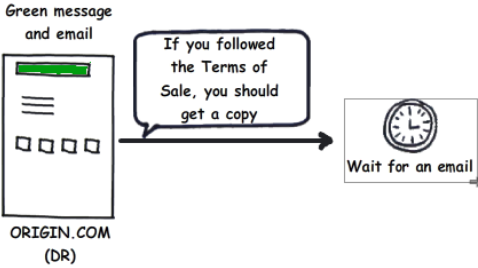 Green message
and email
If you followed
the Terms of
Sale, you should
get a copy
Wait for an email
ORIGIN.COM
(DR)